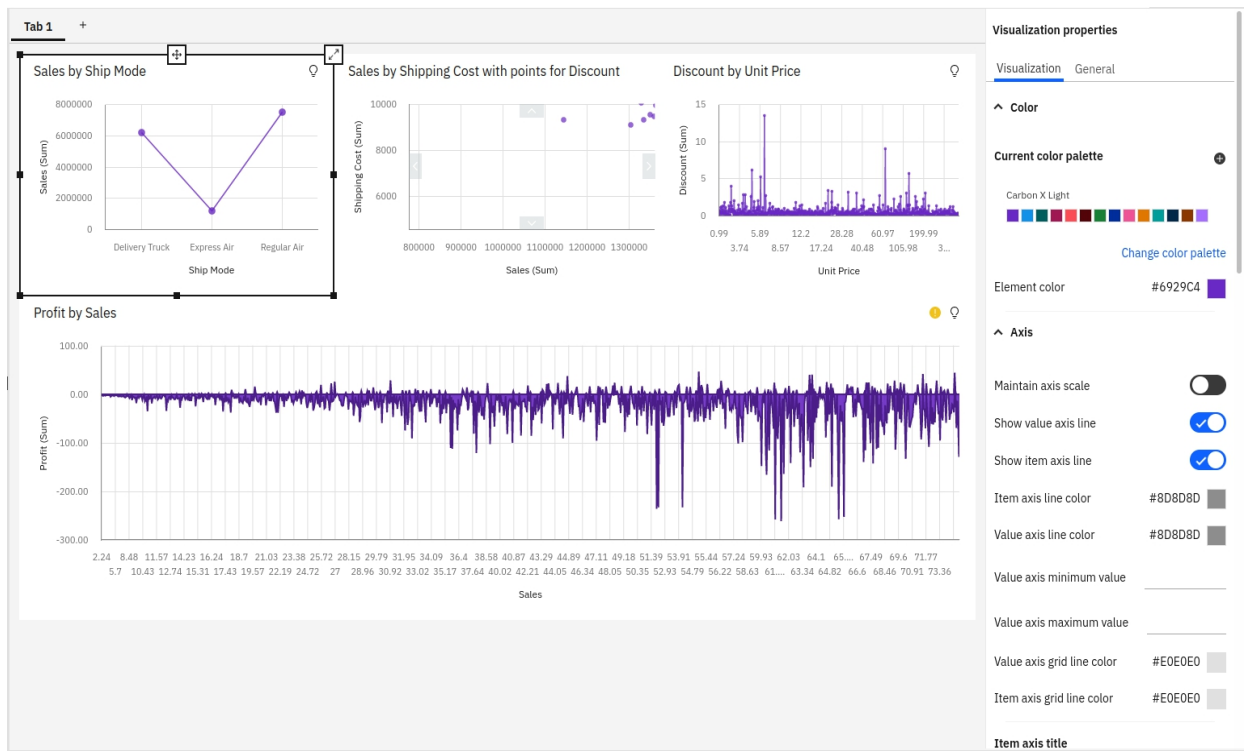 Tab 1 +
Sales by Ship Mode
8000000
6000000
4000000
2000000
0
Sales (Sum)
Delivery Truck Express Air Regular Air
Ship Mode
Sales by Shipping Cost with points for Discount
10000
8000
6000
Shipping Cost (Sum)
800000 900000 1000000 1100000 1200000 1300000
Sales (Sum)
Discount by Unit Price
15
10
5
0
Discount (Sum)
0.99 5.89 12.2 28.28 60.97 199.99
3.74 8.57 17.24 40.48 105.98 3...
Unit Price
Profit by Sales
100.00
0.00
-100.00
-200.00
-300.00
Profit (Sum)
2.24 8.48 11.57 14.23 16.24 18.7 21.03 23.38 25.72 28.15 29.79 31.95 34.09 36.4 38.58 40.87 43.29 44.89 47.11 49.18 51.39 53.91 55.44 57.24 59.93 62.03 64.1 65.... 67.49 69.6 71.77
5.7 10.43 12.74 15.31 17.43 19.57 22.19 24.72 27 28.96 30.92 33.02 35.17 37.64 40.02 42.21 44.05 46.34 48.05 50.35 52.93 54.79 56.22 58.63 61.... 63.34 64.82 66.6 68.46 70.91 73.36
Sales
Visualization properties
Visualization General
Color
Current color palette
Carbon X Light
Change color palette
Element color #6929C4
Axis
Maintain axis scale
Show value axis line
Show item axis line
Item axis line color #8D8D8D
Value axis line color #8D8D8D
Value axis minimum value
Value axis maximum value
Value axis grid line color #E0E0E0
Item axis grid line color #E0E0E0
Item axis title